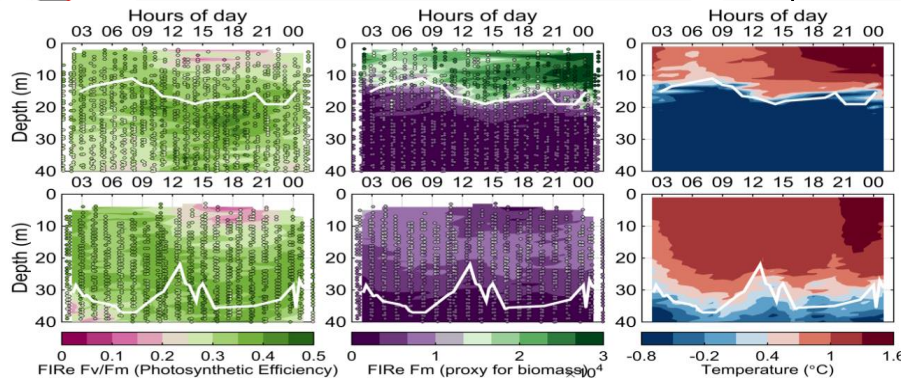 Hours of day Hours of day Hours of day
03 06 09 12 15 18 21 00 03 06 09 12 15 18 21 00 03 06 09 12 15 18 21 00
0 0 0
10 10 10
Depth (m)
20 20 20
30 30 30
40 40 40
03 06 09 12 15 18 21 00 03 06 09 12 15 18 21 00 03 06 09 12 15 18 21 00
0 0 0
10 10 10
Depth (m)
20 20 20
30 30 30
40 40 40
0 0.1 0.2 0.3 0.4 0.5 0 1 2 3 -0.8 -0.2 0.4 1 1.6
FIRe Fv/Fm (Photosynthetic Efficiency) FIRe Fm (proxy for biomass) ×10⁴ Temperature (°C)